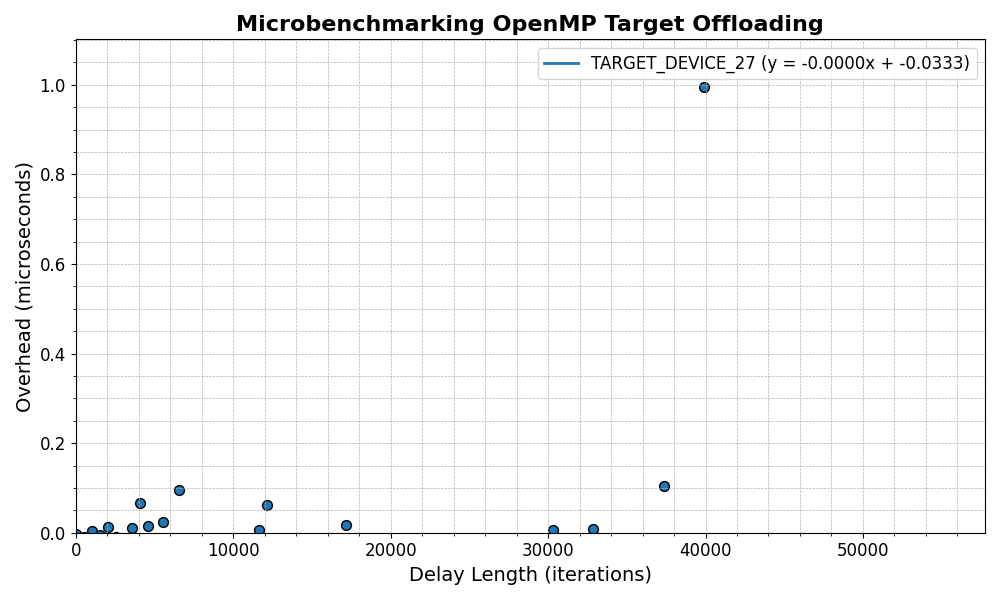 Microbenchmarking OpenMP Target Offloading
TARGET_DEVICE_27 (y = -0.0000x + -0.0333)
Overhead (microseconds)
1.0
0.8
0.6
0.4
0.2
0.0
0 10000 20000 30000 40000 50000
Delay Length (iterations)